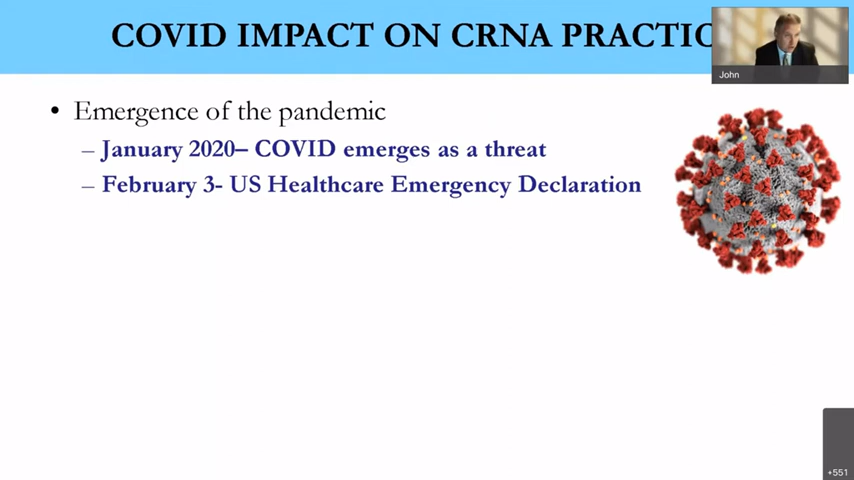 COVID IMPACT ON CRNA PRACTIC
John
• Emergence of the pandemic
– January 2020– COVID emerges as a threat
– February 3- US Healthcare Emergency Declaration
+551